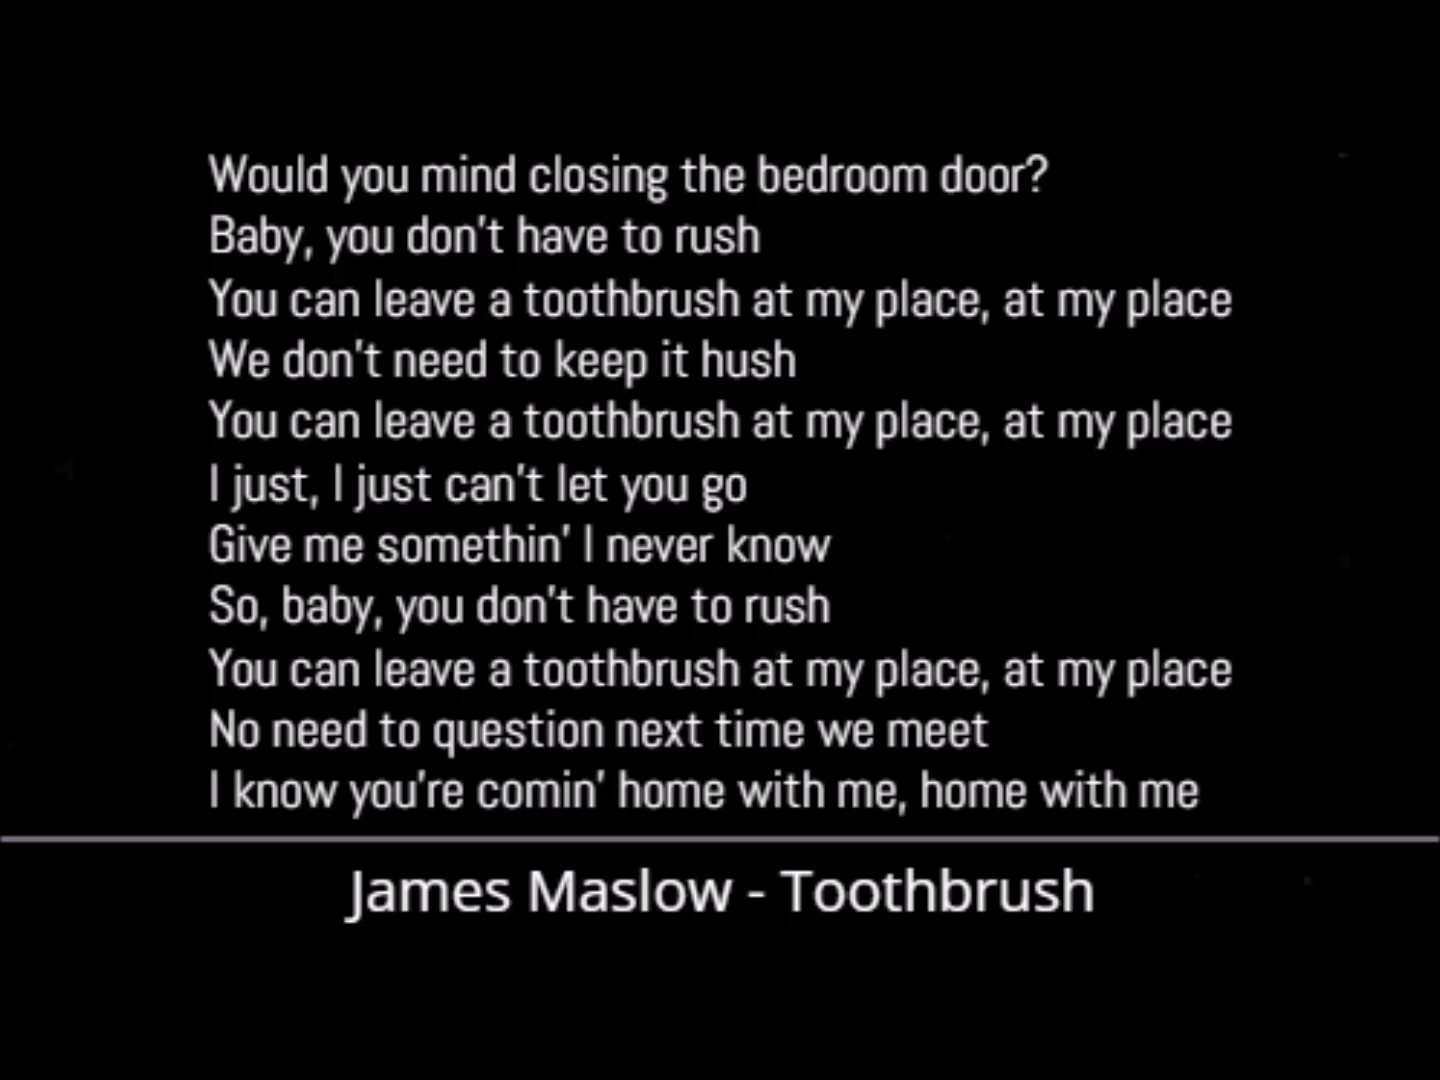 Would you mind closing the bedroom door?
Baby, you don't have to rush
You can leave a toothbrush at my place, at my place
We don't need to keep it hush
You can leave a toothbrush at my place, at my place
I just, I just can't let you go
Give me somethin' I never know
So, baby, you don't have to rush
You can leave a toothbrush at my place, at my place
No need to question next time we meet
I know you're comin' home with me, home with me
James Maslow - Toothbrush